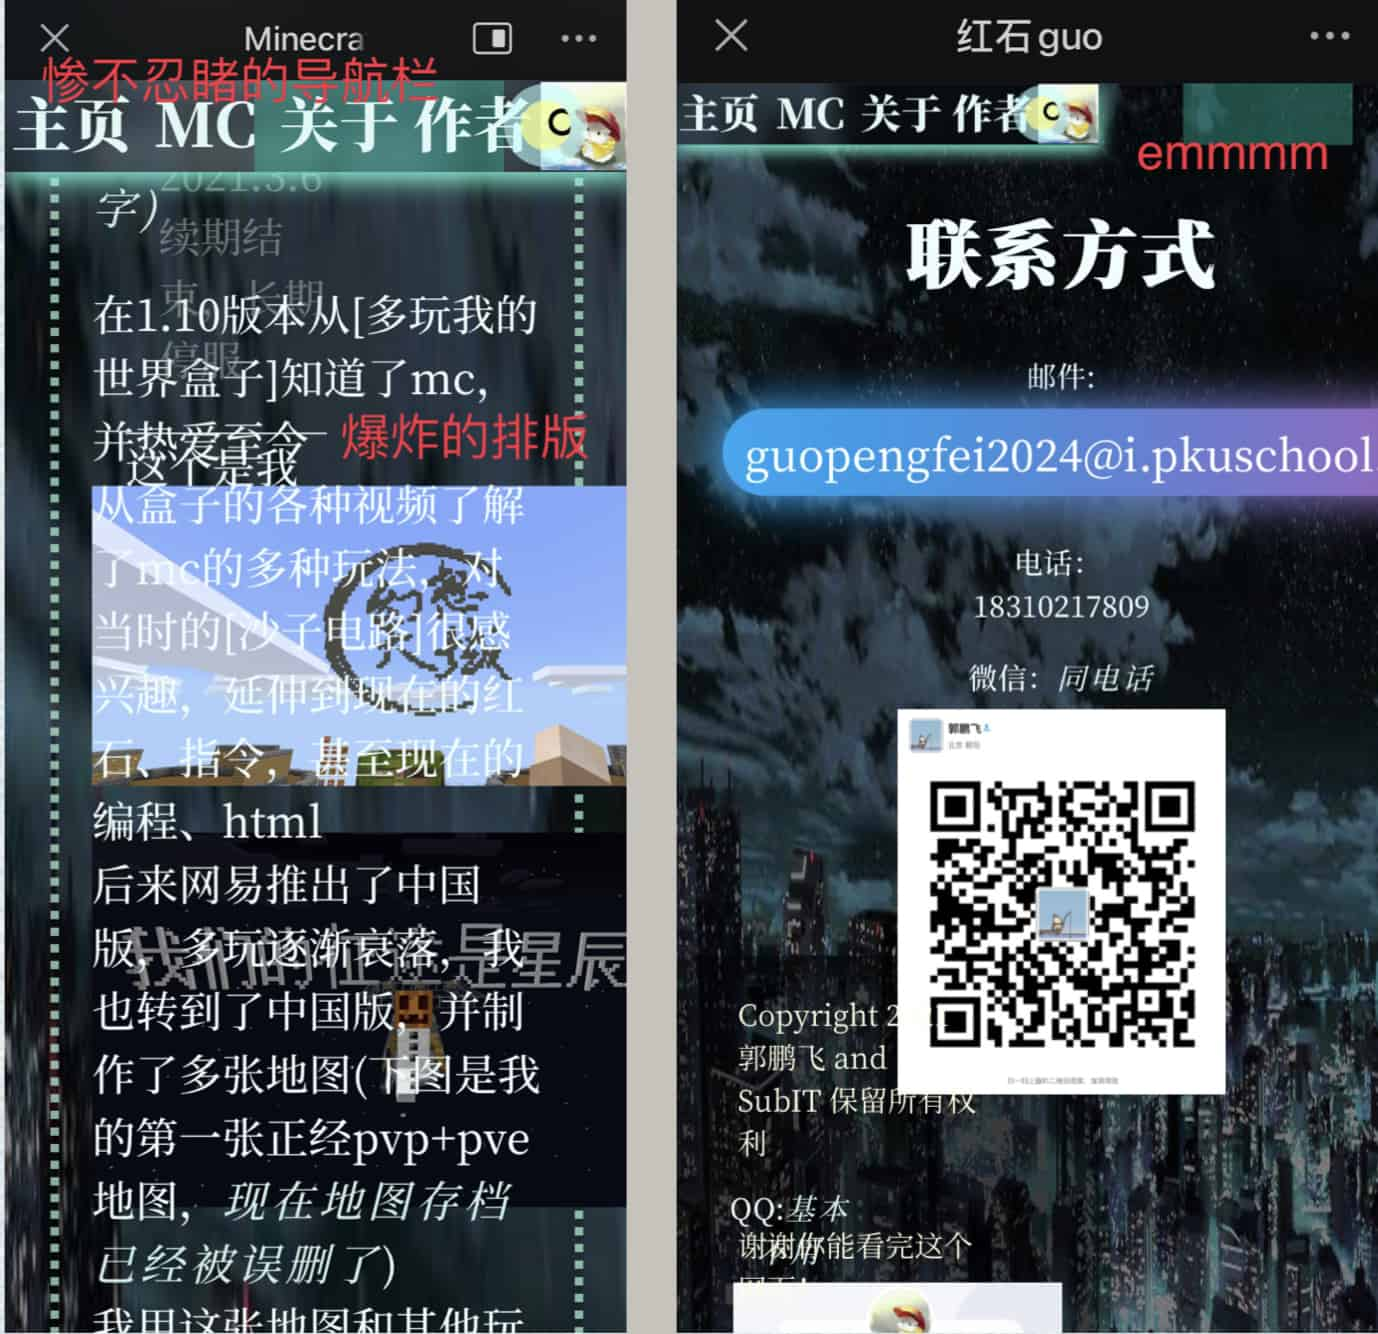 Minecra
惨不忍睹的导航栏
主页 MC 关于 作者
2021.3.6
字)
续期结
束，长期
停服
在1.10版本从[多玩我的
世界盒子]知道了mc，
并热爱至今
爆炸的排版
这个是我
从盒子的各种视频了解
了mc的多种玩法，对
当时的[沙子电路]很感
兴趣，延伸到现在的红
石、指令，甚至现在的
编程、html
后来网易推出了中国
版，多玩逐渐衰落，我
我们的征途是星辰
也转到了中国版，并制
作了多张地图(下图是我
的第一张正经pvp+pve
地图，现在地图存档
已经被误删了)
我用这张地图和其他玩
红石guo
主页 MC 关于 作者
emmmm
联系方式
邮件:
guopengfei2024@i.pkuschool.
电话:
18310217809
微信：同电话
郭鹏飞
Copyright 2
郭鹏飞 and
SubIT 保留所有权
利
QQ:基本
谢谢你能看完这个
网页!